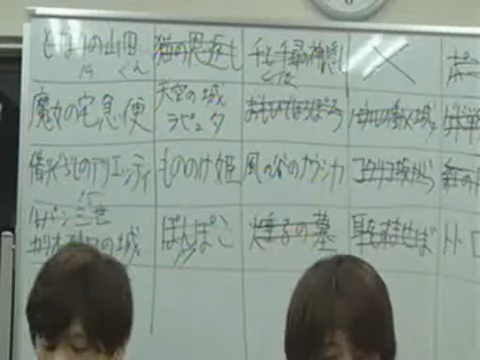 となりの山田くん
猫の恩返し
千と千尋の神隠し
魔女の宅急便
天空の城
ラピュタ
おもひでぽろぽろ
ハウルの動く城
借りぐらしのアリエッティ
もののけ姫
風の谷のナウシカ
コクリコ坂から
紅の
ルパン三世
カリオストロの城
ぽんぽこ
火垂るの墓
耳をすませば
トトロ